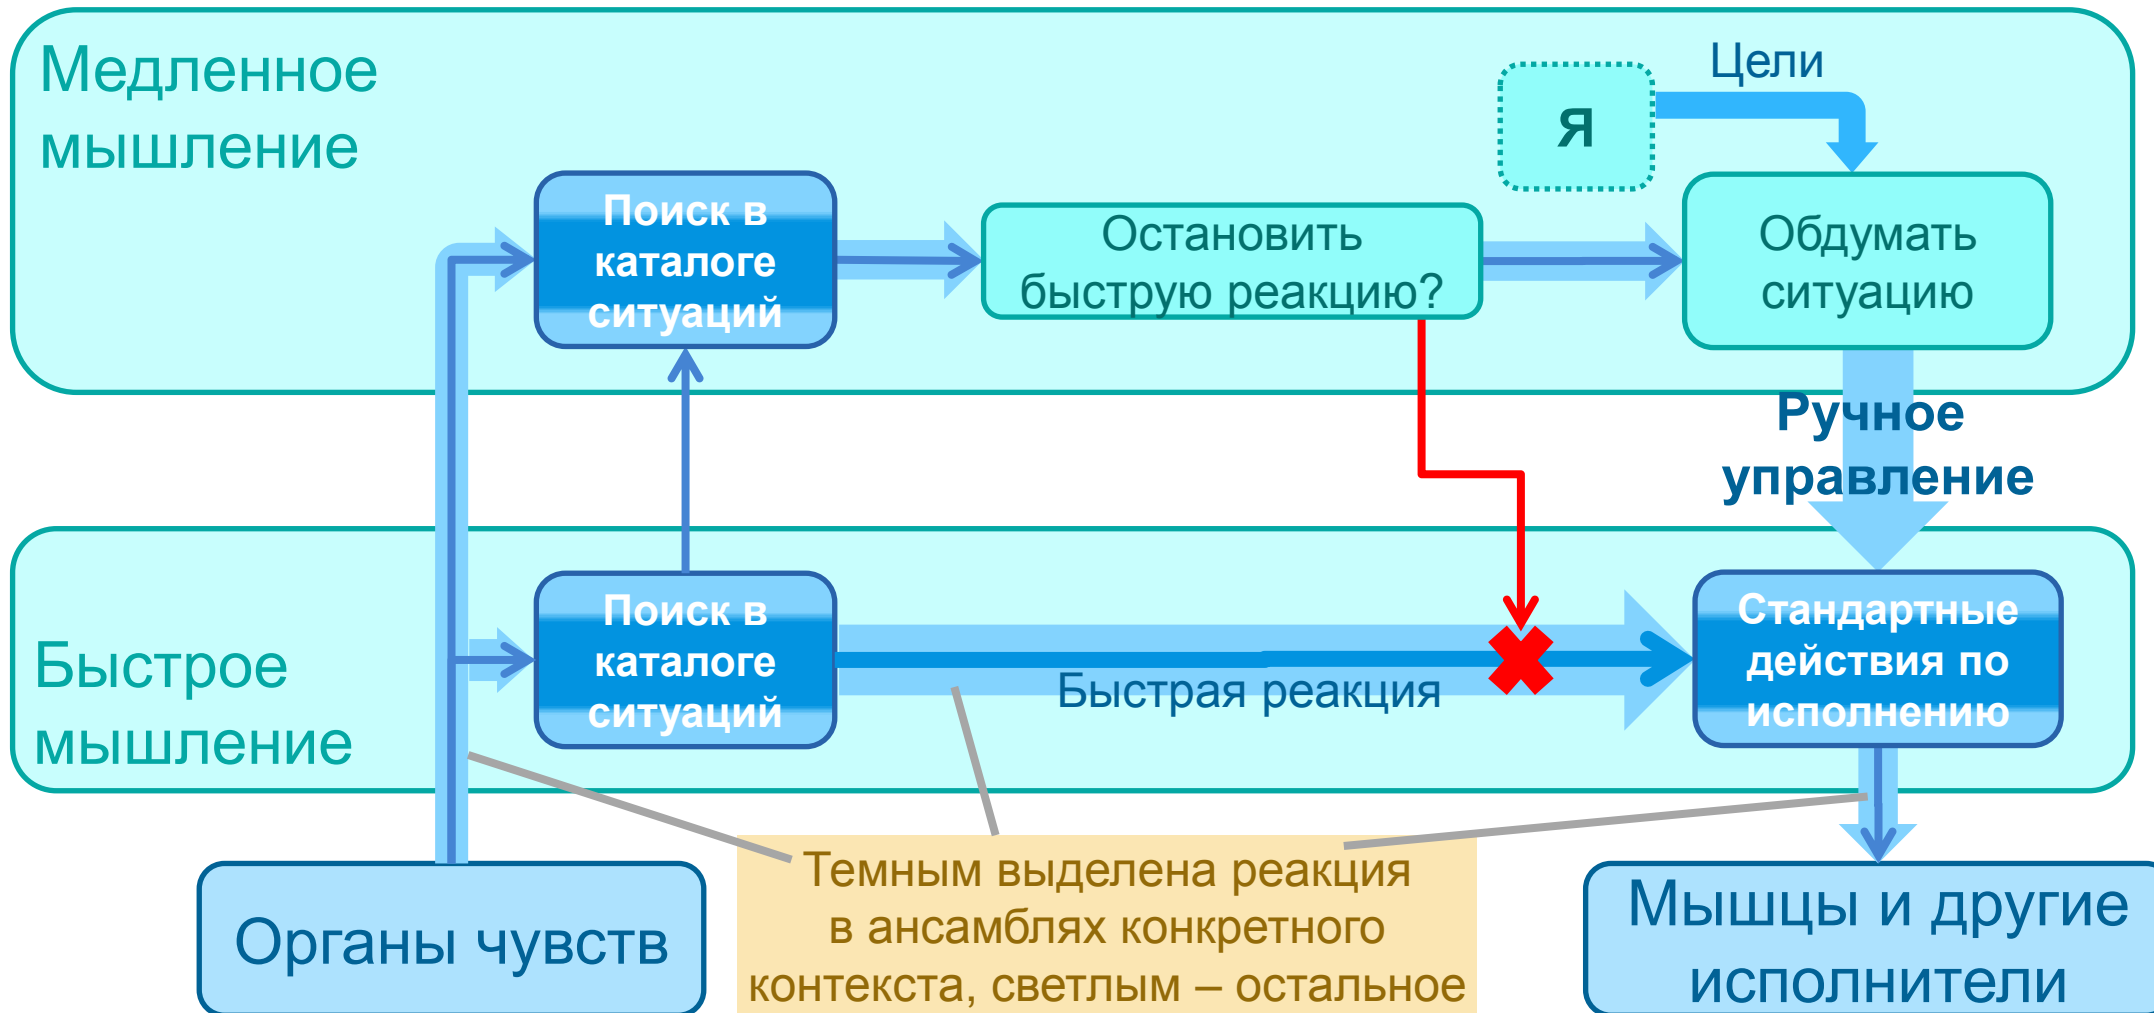 Медленное
мышление
Цели
Я
Поиск в
каталоге
ситуаций
Остановить
быструю реакцию?
Обдумать
ситуацию
Ручное
управление
Быстрое
мышление
Поиск в
каталоге
ситуаций
Быстрая реакция
Стандартные
действия по
исполнению
Органы чувств
Темным выделена реакция
в ансамблях конкретного
контекста, светлым – остальное
Мышцы и другие
исполнители